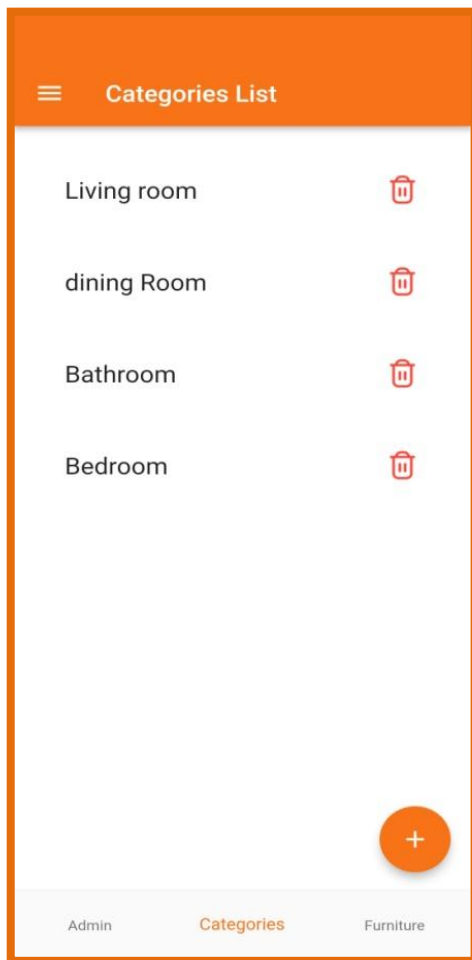 Categories List
Living room
dining Room
Bathroom
Bedroom
+
Admin Categories Furniture